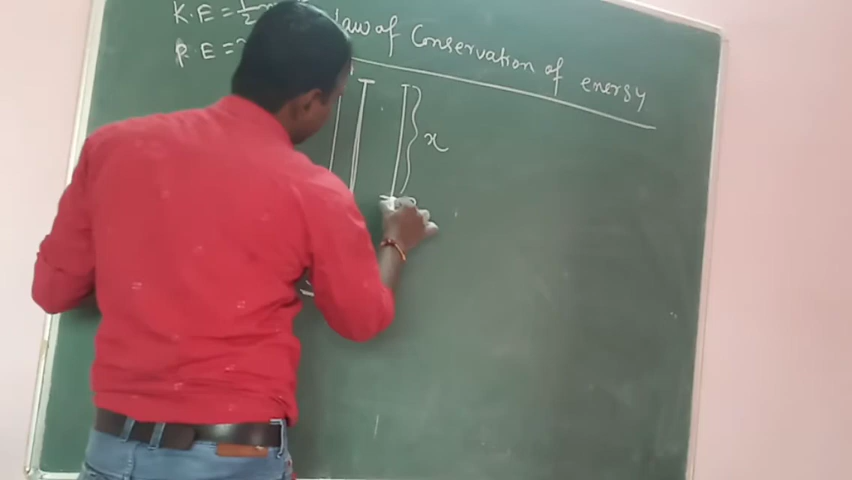 K.E = 1/2
Law of Conservation of energy
P.E =
x